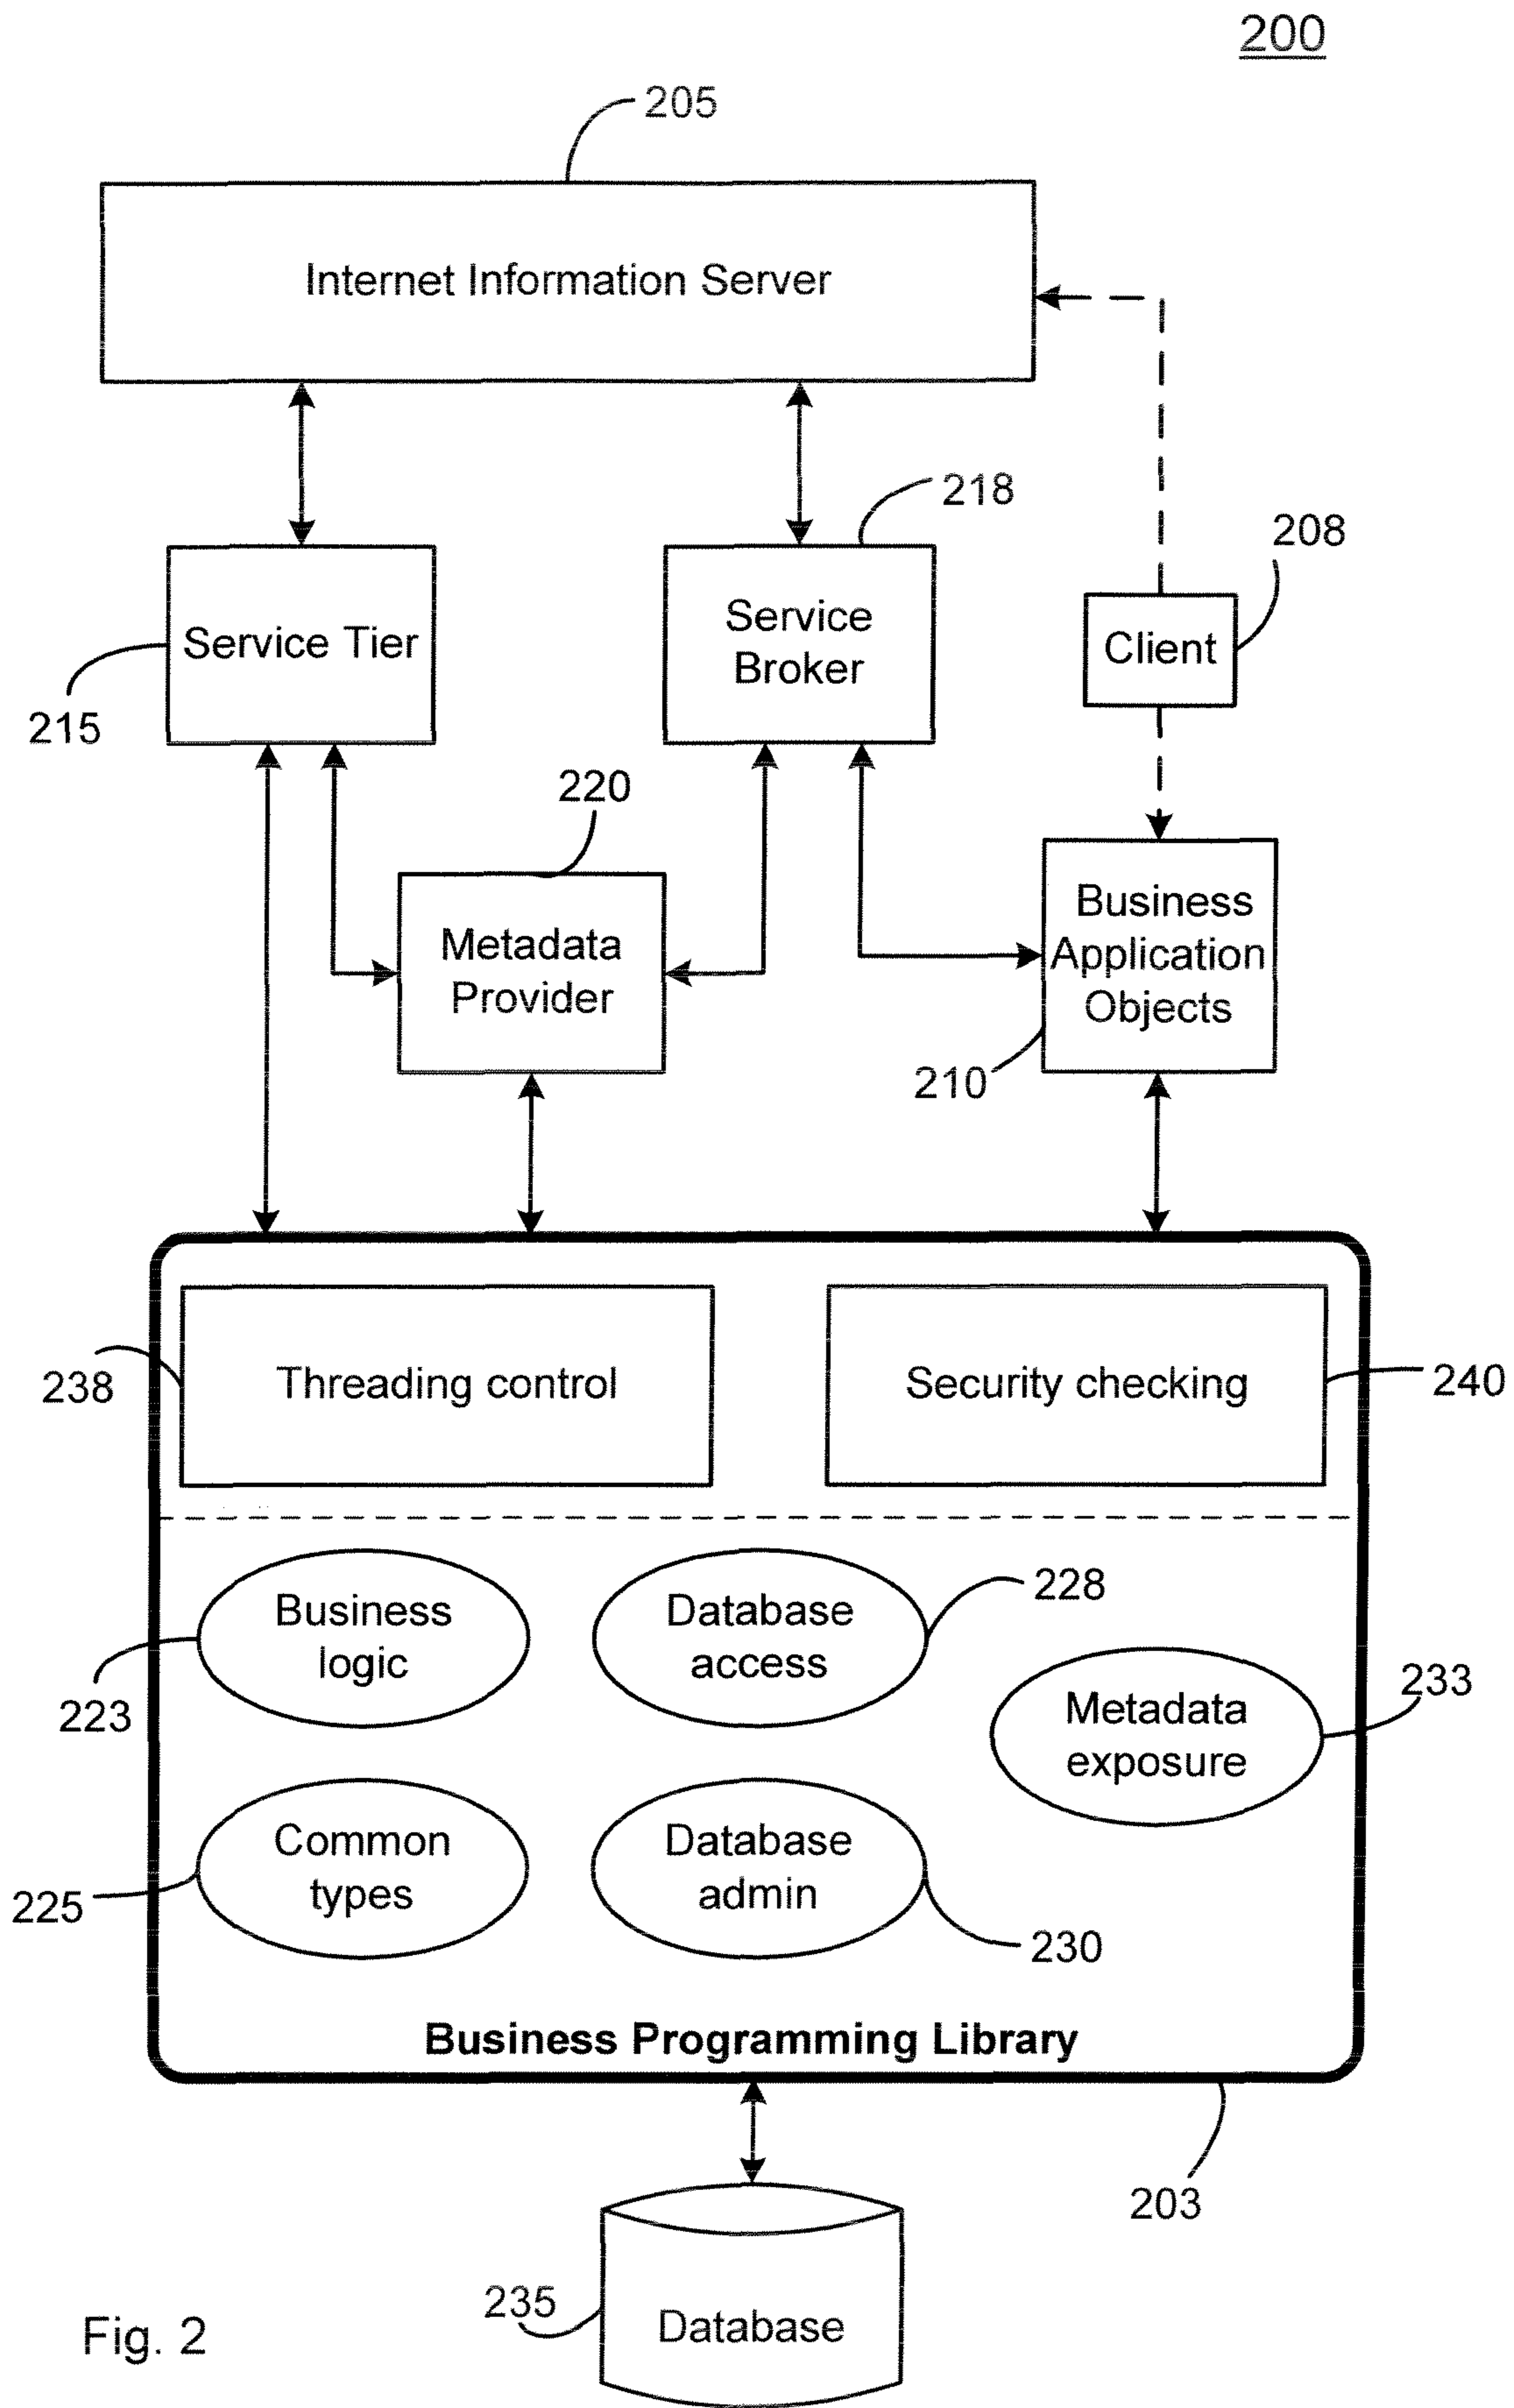 200
205
Internet Information Server
218
208
Service Tier
Service
Broker
Client
215
220
Metadata
Provider
Business
Application
Objects
210
238
Threading control
Security checking
240
Business
logic
Database
access
228
223
Metadata
exposure
233
Common
types
Database
admin
225
230
Business Programming Library
203
235
Database
Fig. 2